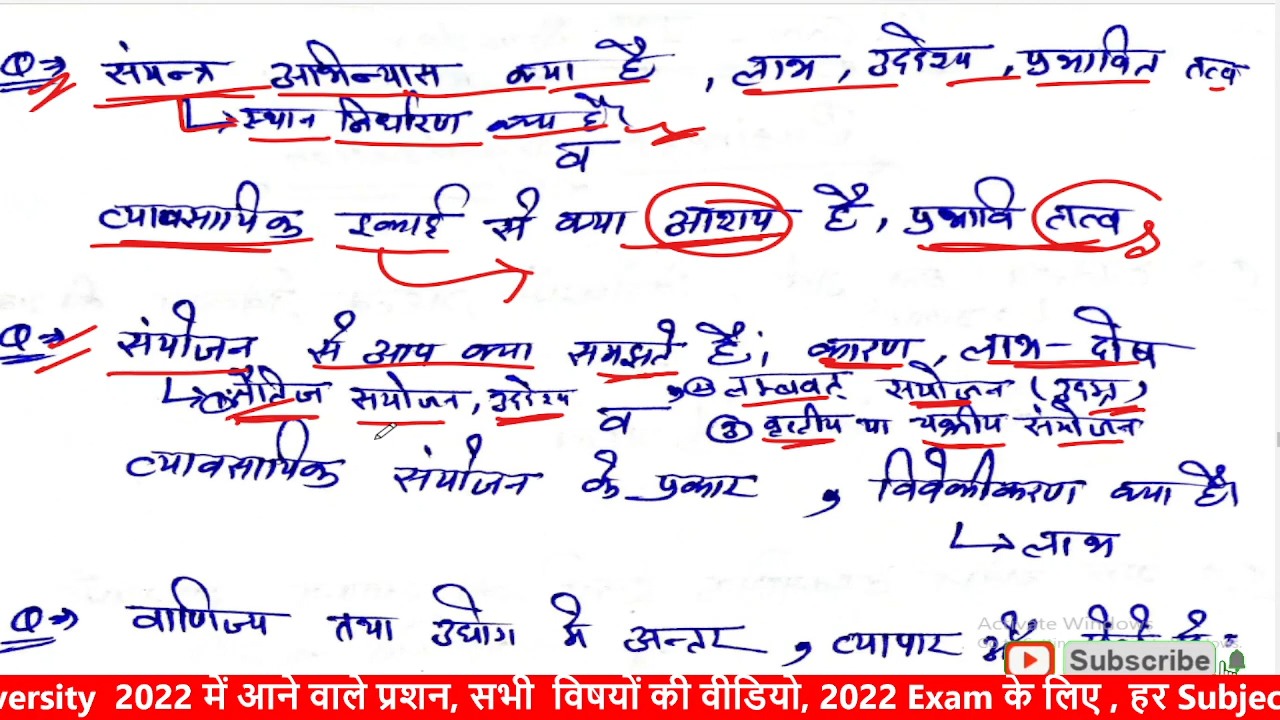 Q⇒ संयन्त्र अभिन्यास क्या है, लाभ, उद्देश्य, प्रभावित तत्व
↳ स्थान निर्धारण क्या है।
व
व्यावसायिक इकाई से क्या आशय है, प्रभावि तत्व
Q⇒ संयोजन से आप क्या समझते है; कारण, लाभ-दोष
↳ ① क्षैतिज संयोजन, उद्देश्य, ② लम्बवत् संयोजन (उदग्र)
व ③ वृत्तीय या चक्रीय संयोजन
व्यावसायिक संयोजन के प्रकार, विवेकीकरण क्या है।
↳ लाभ
Q⇒ वाणिज्य तथा उद्योग में अन्तर, व्यापार
Activate Windows
Subscribe
versity 2022 में आने वाले प्रशन, सभी विषयों की वीडियो, 2022 Exam के लिए , हर Subjec